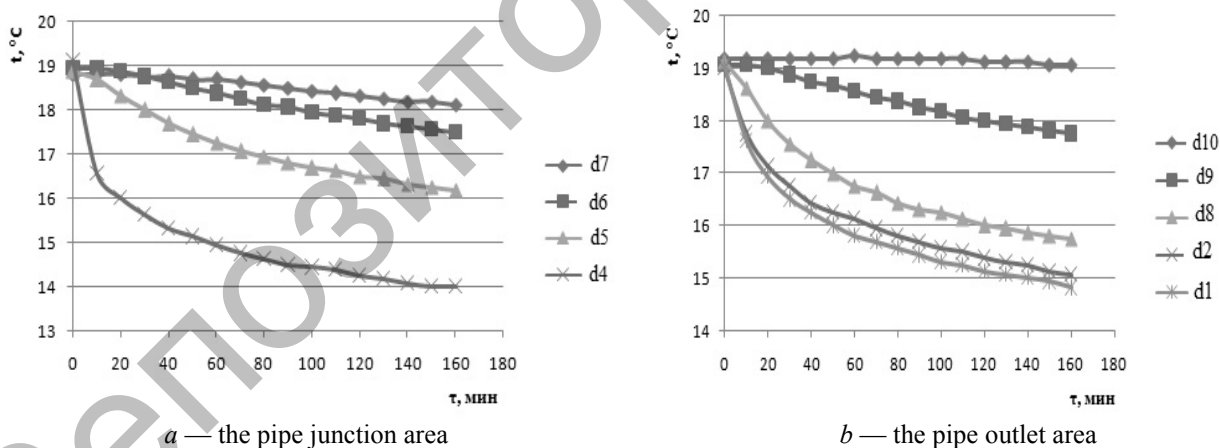 t, °C
20
19
18
17
16
15
14
13
0
20
40
60
80
100
120
140
160
180
τ, мин
d7
d6
d5
d4
a — the pipe junction area
t, °C
20
19
18
17
16
15
14
0
20
40
60
80
100
120
140
160
180
τ, мин
d10
d9
d8
d2
d1
b — the pipe outlet area